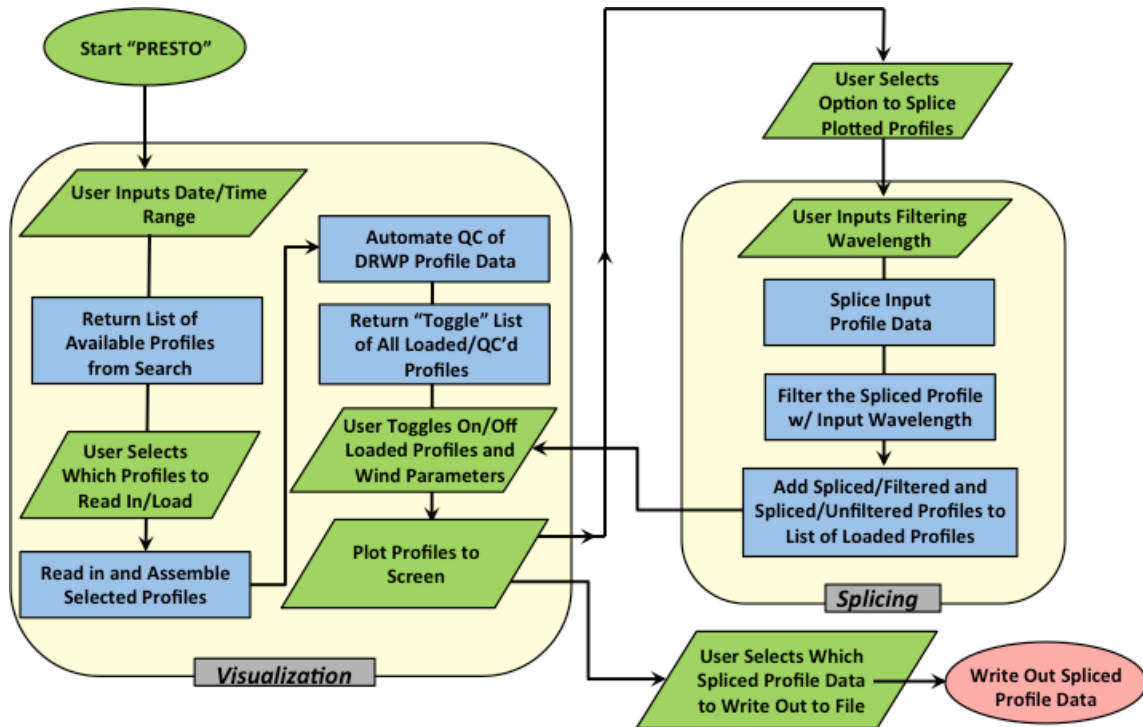 Start “PRESTO”
User Inputs Date/Time
Range
Return List of
Available Profiles
from Search
User Selects
Which Profiles to
Read In/Load
Read in and Assemble
Selected Profiles
Automate QC of
DRWP Profile Data
Return “Toggle” List
of All Loaded/QC’d
Profiles
User Toggles On/Off
Loaded Profiles and
Wind Parameters
Plot Profiles to
Screen
Visualization
User Selects
Option to Splice
Plotted Profiles
User Inputs Filtering
Wavelength
Splice Input
Profile Data
Filter the Spliced Profile
w/ Input Wavelength
Add Spliced/Filtered and
Spliced/Unfiltered Profiles to
List of Loaded Profiles
Splicing
User Selects Which
Spliced Profile Data
to Write Out to File
Write Out Spliced
Profile Data